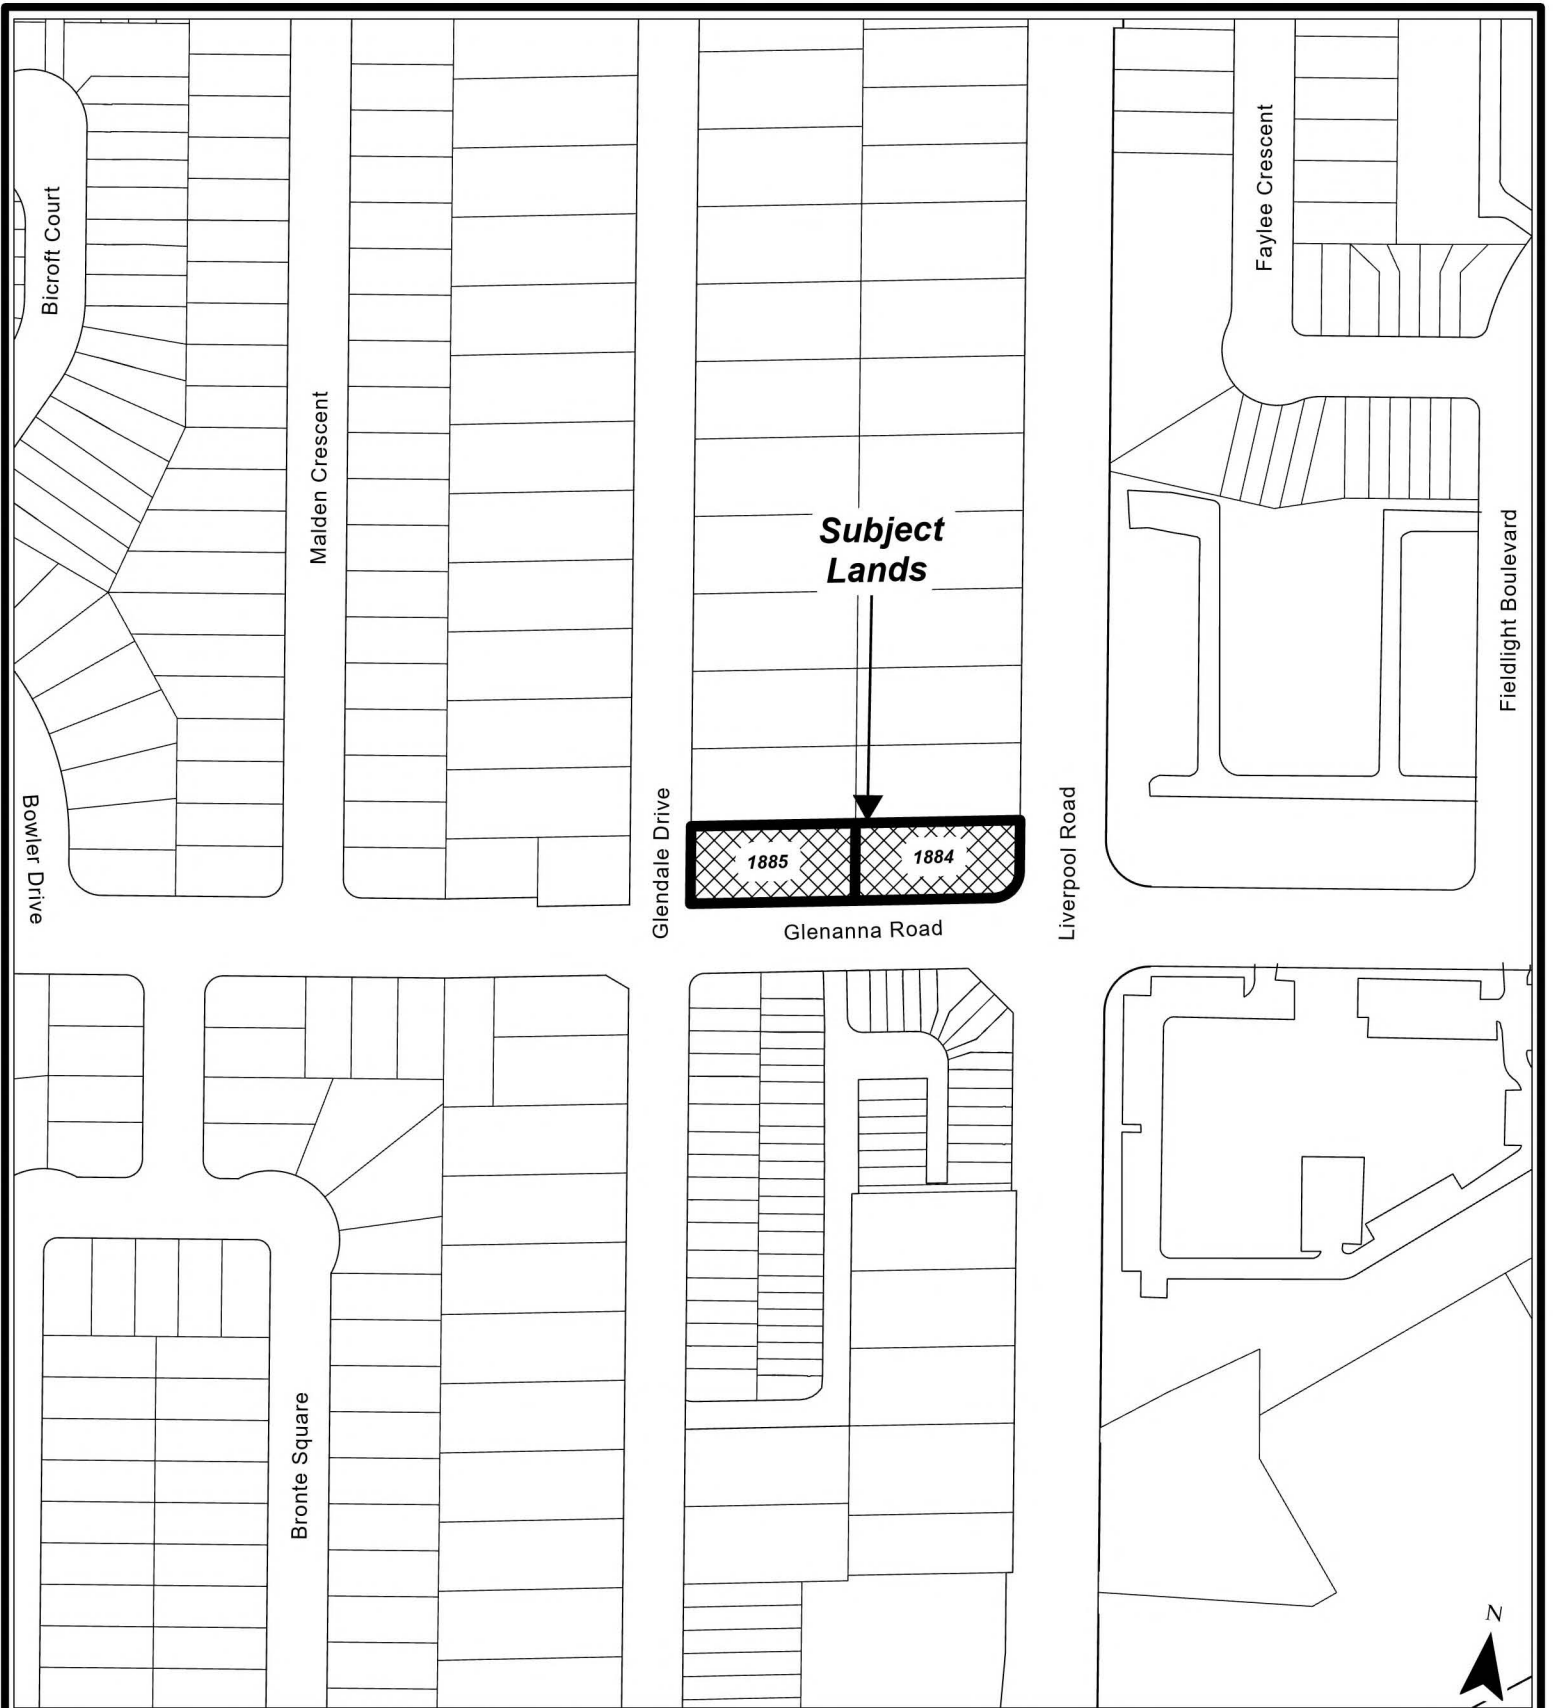 Bicroft Court
Faylee Crescent
Malden Crescent
Subject
Lands
Fieldlight Boulevard
Bowler Drive
Glendale Drive
1885
1884
Liverpool Road
Glenanna Road
Bronte Square
N